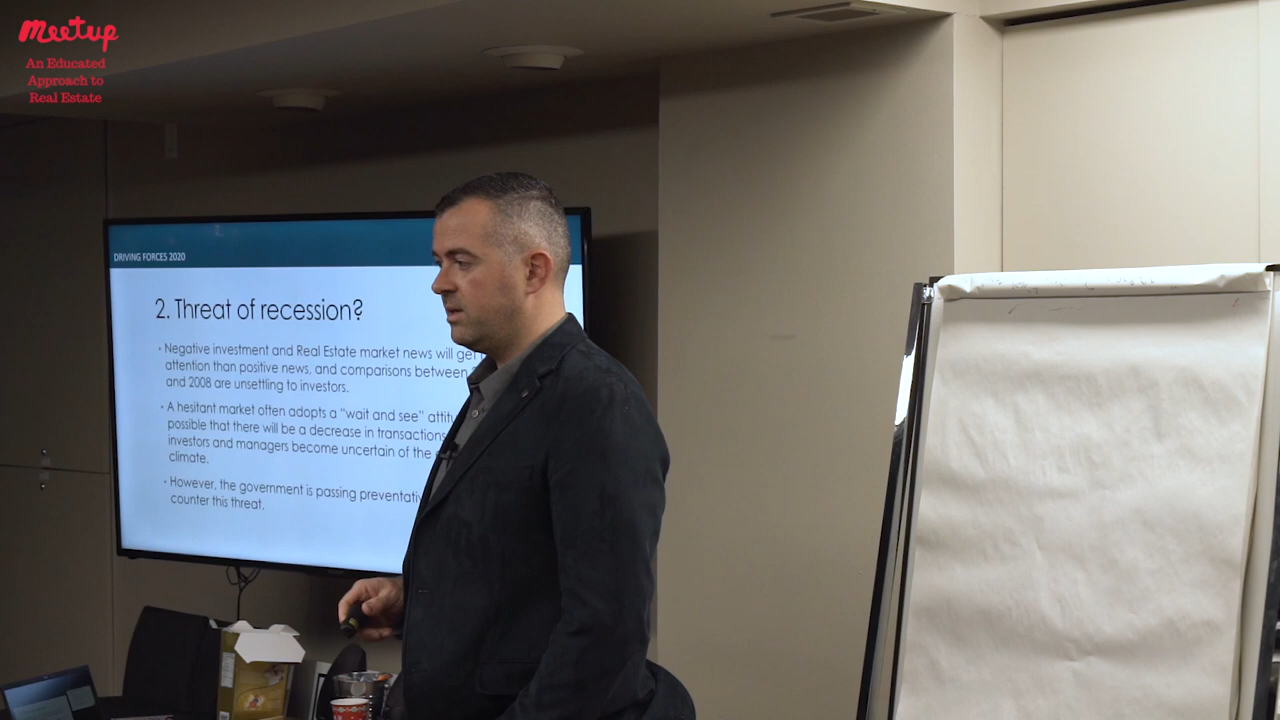 Meetup
An Educated
Approach to
Real Estate
DRIVING FORCES 2020
2. Threat of recession?
• Negative investment and Real Estate market news will get
attention than positive news, and comparisons between
and 2008 are unsettling to investors.
• A hesitant market often adopts a “wait and see”
possible that there will be a decrease in transactions
investors and managers become uncertain of the
climate.
• However, the government is passing
counter this threat.